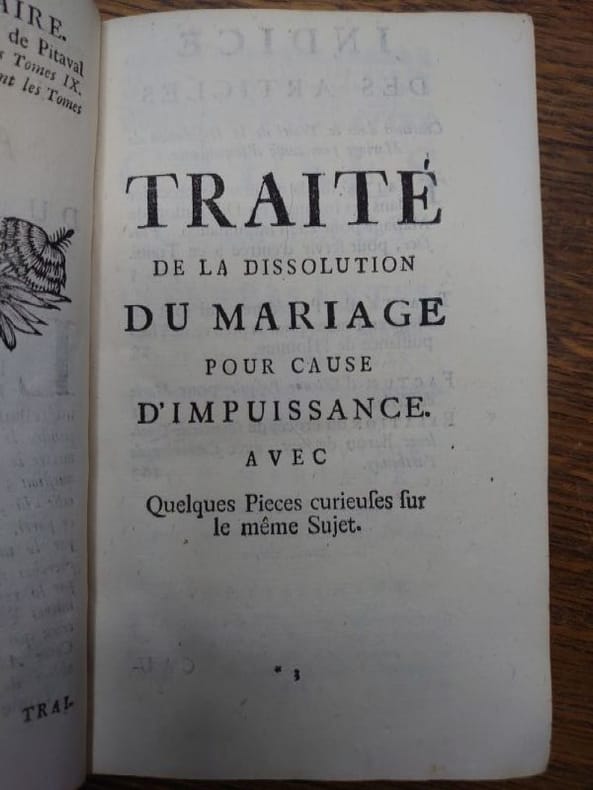 AIRE.
de Pitaval
s Tomes IX.
nt les Tomes
TRAI-
TRAITÉ
DE LA DISSOLUTION
DU MARIAGE
POUR CAUSE
D'IMPUISSANCE.
AVEC
Quelques Pieces curieuſes ſur
le même Sujet.
* 3